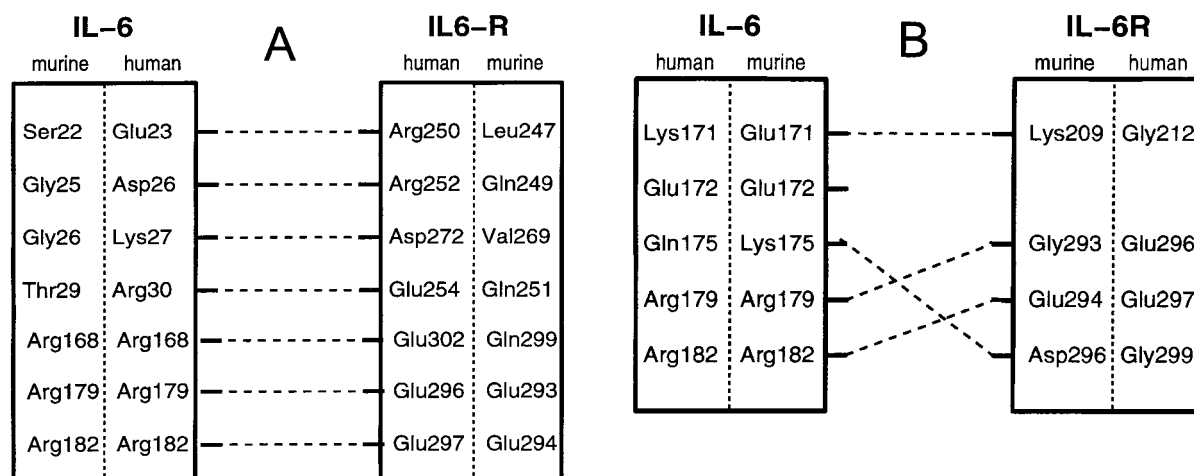 IL–6 A IL6–R
murine human human murine
Ser22 Glu23 Arg250 Leu247
Gly25 Asp26 Arg252 Gln249
Gly26 Lys27 Asp272 Val269
Thr29 Arg30 Glu254 Gln251
Arg168 Arg168 Glu302 Gln299
Arg179 Arg179 Glu296 Glu293
Arg182 Arg182 Glu297 Glu294
IL–6 B IL–6R
human murine murine human
Lys171 Glu171 Lys209 Gly212
Glu172 Glu172
Gln175 Lys175 Gly293 Glu296
Arg179 Arg179 Glu294 Glu297
Arg182 Arg182 Asp296 Gly299